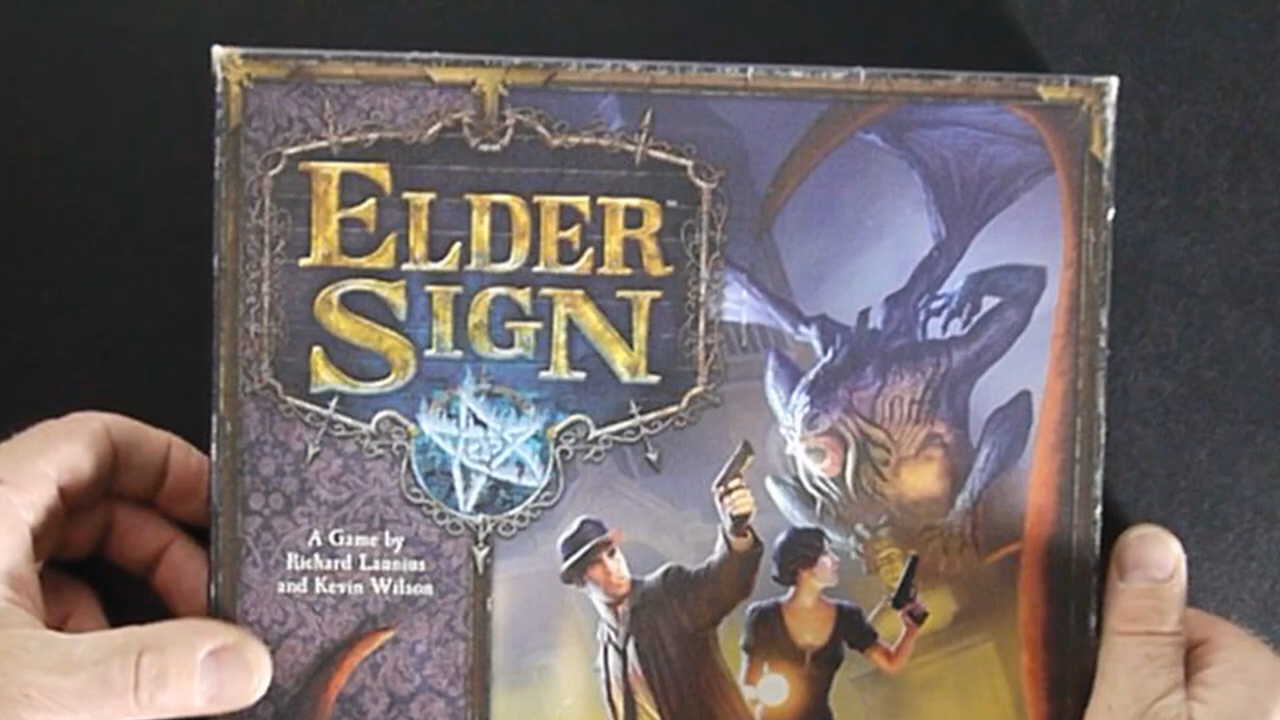 ELDER
SIGN
A Game by
Richard Launius
and Kevin Wilson